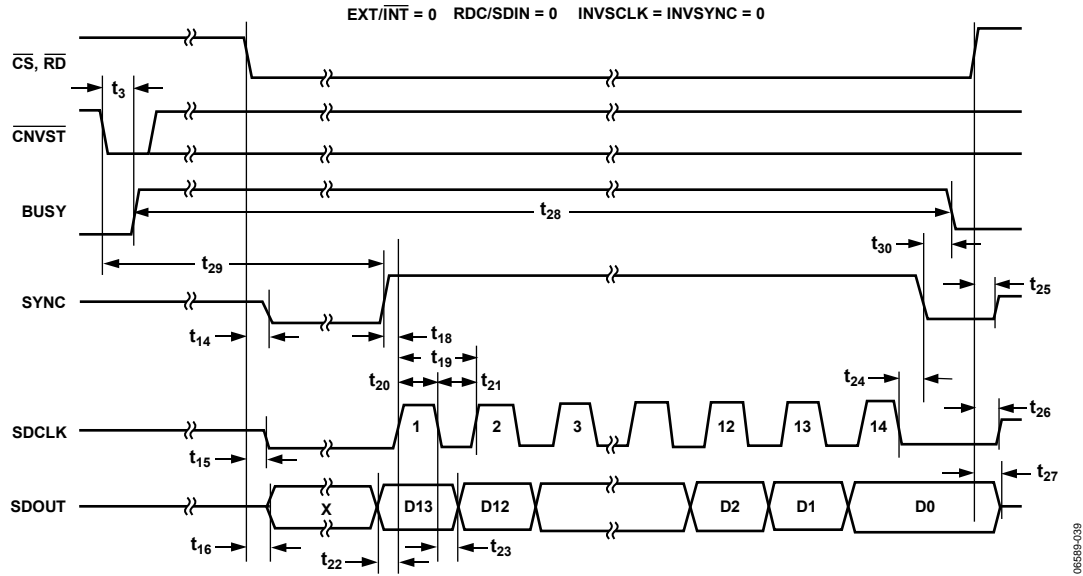 EXT/INT = 0 RDC/SDIN = 0 INVSCLK = INVSYNC = 0
CS, RD
t3
CNVST
BUSY
t28
t30
t29
SYNC
t25
t14
t18
t19
t20
t21
t24
t26
SDCLK
1
2
3
12
13
14
t15
t27
SDOUT
X
D13
D12
D2
D1
D0
t16
t22
t23
06589-039